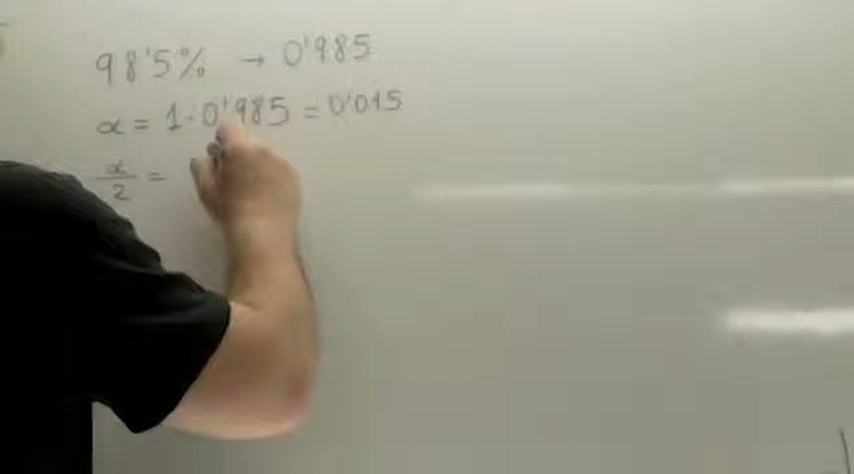 98'5% → 0'985
α = 1 - 0'985 = 0'015
α/2 =